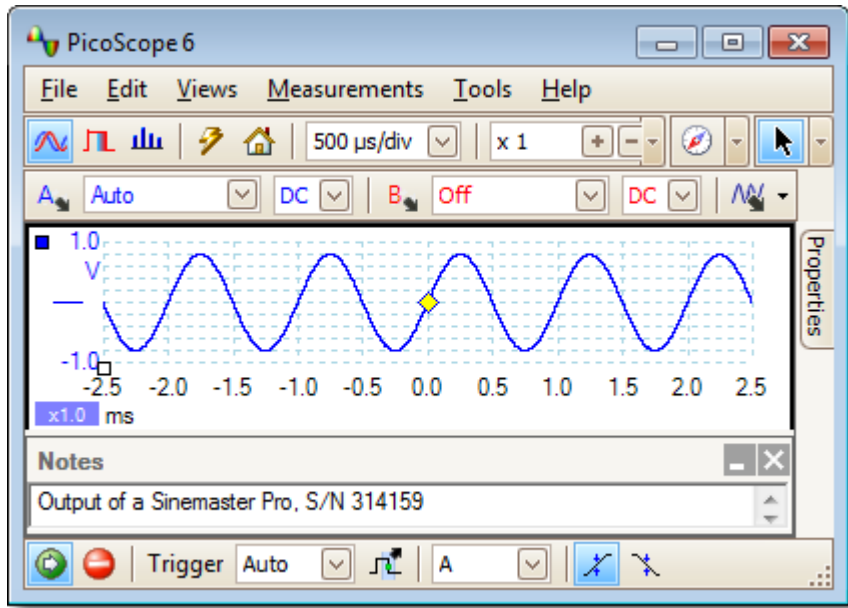 PicoScope 6
File Edit Views Measurements Tools Help
500 µs/div x 1
A Auto DC B Off DC
1.0
V
-1.0
-2.5 -2.0 -1.5 -1.0 -0.5 0.0 0.5 1.0 1.5 2.0 2.5
x1.0 ms
Properties
Notes
Output of a Sinemaster Pro, S/N 314159
Trigger Auto A